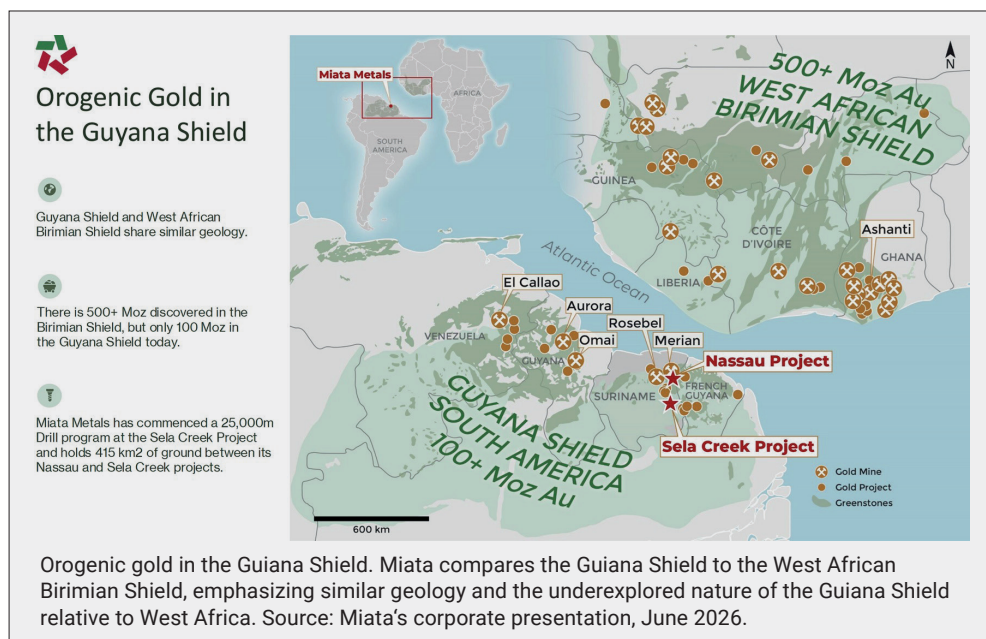 Orogenic Gold in
the Guyana Shield
Guyana Shield and West African
Birimian Shield share similar geology.
There is 500+ Moz discovered in the
Birimian Shield, but only 100 Moz in
the Guyana Shield today.
Miata Metals has commenced a 25,000m
Drill program at the Sela Creek Project
and holds 415 km2 of ground between its
Nassau and Sela Creek projects.
Miata Metals
AFRICA
SOUTH
AMERICA
N
500+ Moz Au
WEST AFRICAN
BIRIMIAN SHIELD
GUINEA
CÔTE
D'IVOIRE
Ashanti
GHANA
LIBERIA
Atlantic Ocean
El Callao
Aurora
Omai
Rosebel
Merian
VENEZUELA
GUYANA
Nassau Project
SURINAME
FRENCH
GUYANA
Sela Creek Project
GUYANA SHIELD
SOUTH AMERICA
100+ Moz Au
Gold Mine
Gold Project
Greenstones
600 km
Orogenic gold in the Guiana Shield. Miata compares the Guiana Shield to the West African
Birimian Shield, emphasizing similar geology and the underexplored nature of the Guiana Shield
relative to West Africa. Source: Miata‘s corporate presentation, June 2026.